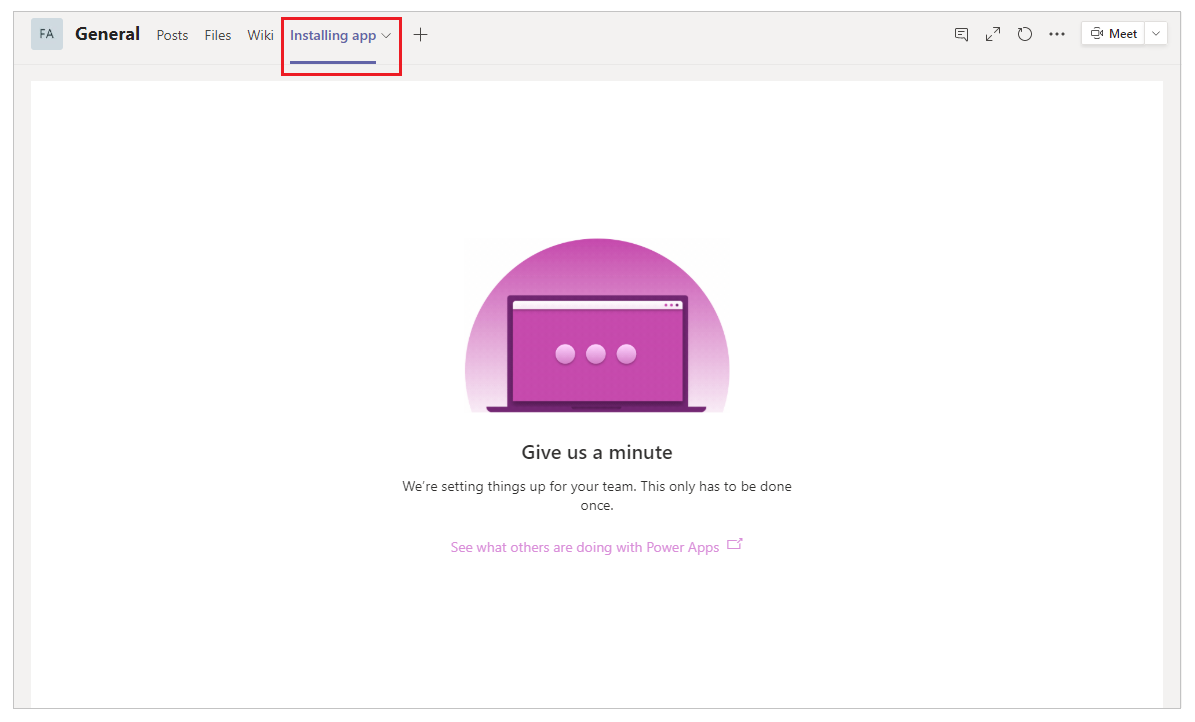 FA General Posts Files Wiki Installing app Meet
Give us a minute
We're setting things up for your team. This only has to be done
once.
See what others are doing with Power Apps